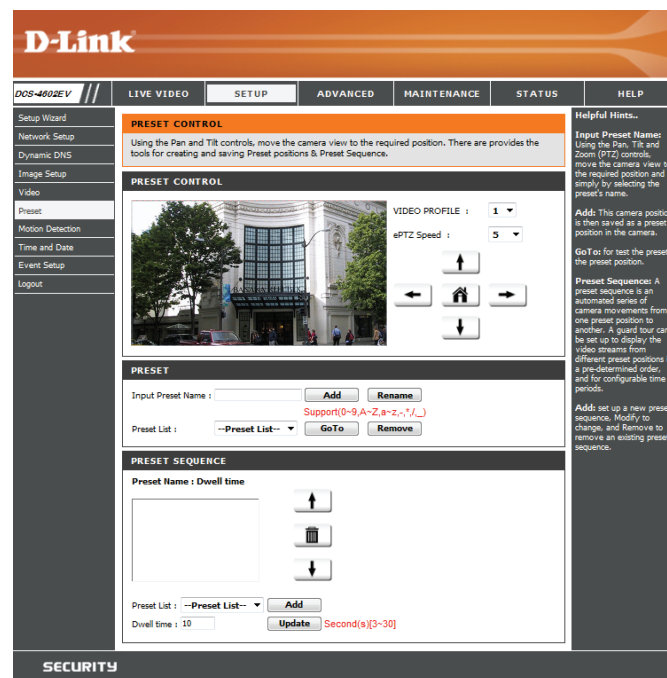 D-Link
DCS-4602EV
LIVE VIDEO
SETUP
ADVANCED
MAINTENANCE
STATUS
HELP
Setup Wizard
Network Setup
Dynamic DNS
Image Setup
Video
Preset
Motion Detection
Time and Date
Event Setup
Logout
PRESET CONTROL
Using the Pan and Tilt controls, move the camera view to the required position. There are provides the
tools for creating and saving Preset positions & Preset Sequence.
PRESET CONTROL
VIDEO PROFILE : 1
ePTZ Speed : 5
PRESET
Input Preset Name : Add Rename
Support(0~9,A~Z,a~z,-,*,/,_)
Preset List : --Preset List-- GoTo Remove
PRESET SEQUENCE
Preset Name : Dwell time
Preset List : --Preset List-- Add
Dwell time : 10 Update Second(s)[3~30]
Helpful Hints..
Input Preset Name:
Using the Pan, Tilt and
Zoom (PTZ) controls,
move the camera view
the required position and
simply by selecting the
preset's name.
Add: This camera
is then saved as a preset
position in the camera.
GoTo: for test the preset
the preset position.
Preset Sequence: A
preset sequence is an
automated series of
camera movements from
one preset position to
another. A guard tour can
be set up to display the
video streams from
different preset positions
a pre-determined order,
and for configurable time
periods.
Add: set up a new
sequence, Modify to
change, and Remove to
remove an existing
sequence.
SECURITY